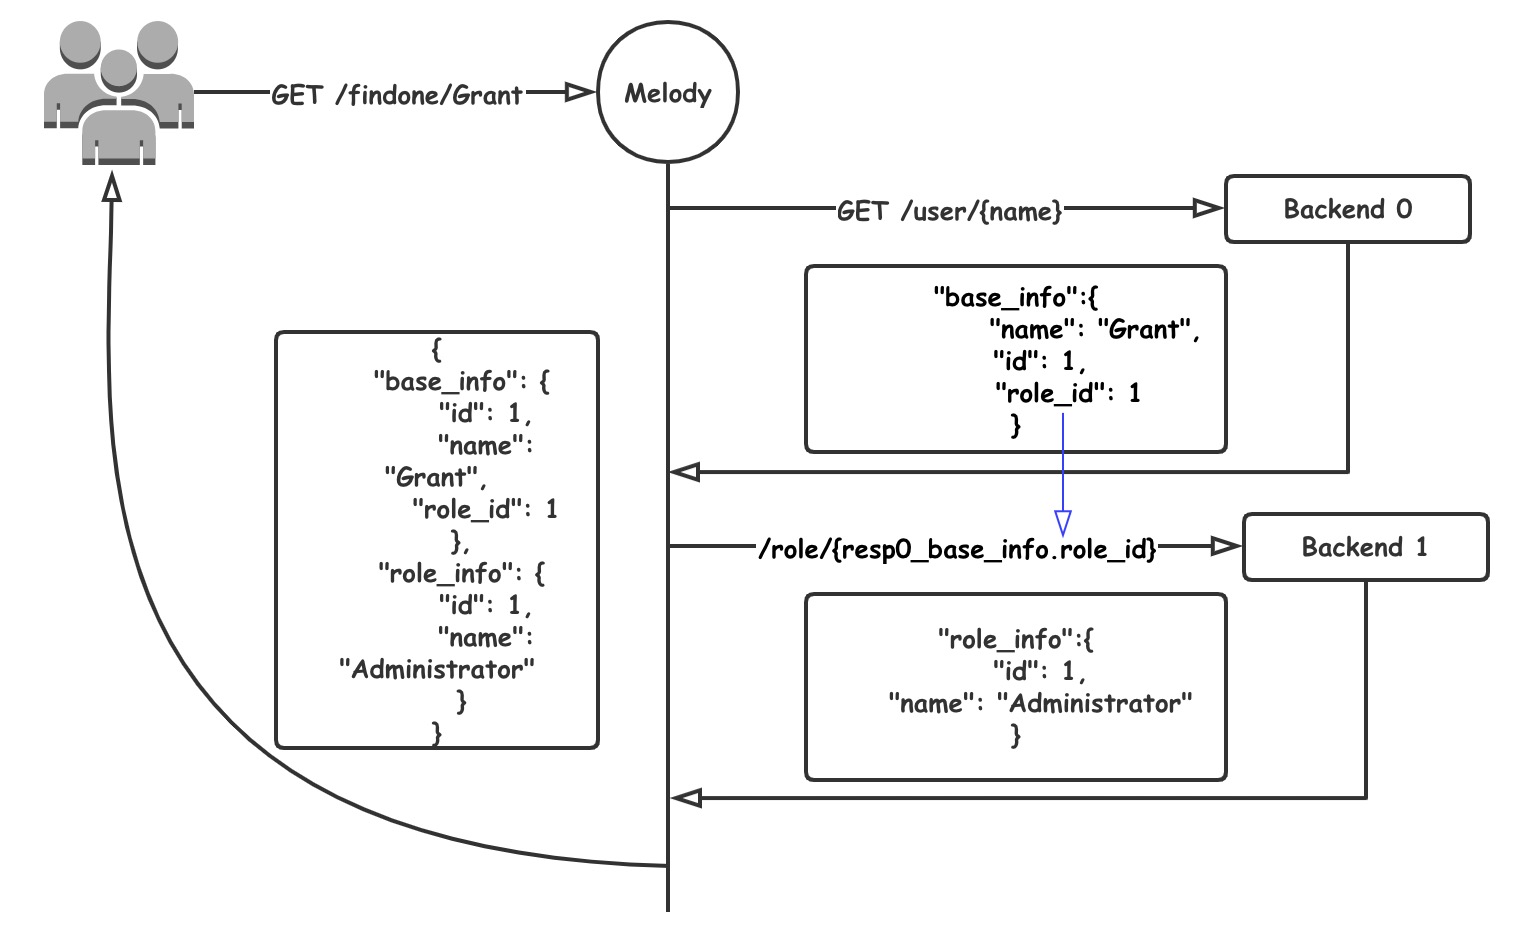 GET /findone/Grant
Melody
GET /user/{name}
Backend 0
"base_info":{
"name": "Grant",
"id": 1,
"role_id": 1
}
/role/{resp0_base_info.role_id}
Backend 1
"role_info":{
"id": 1,
"name": "Administrator"
}
{
"base_info": {
"id": 1,
"name":
"Grant",
"role_id": 1
},
"role_info": {
"id": 1,
"name":
"Administrator"
}
}